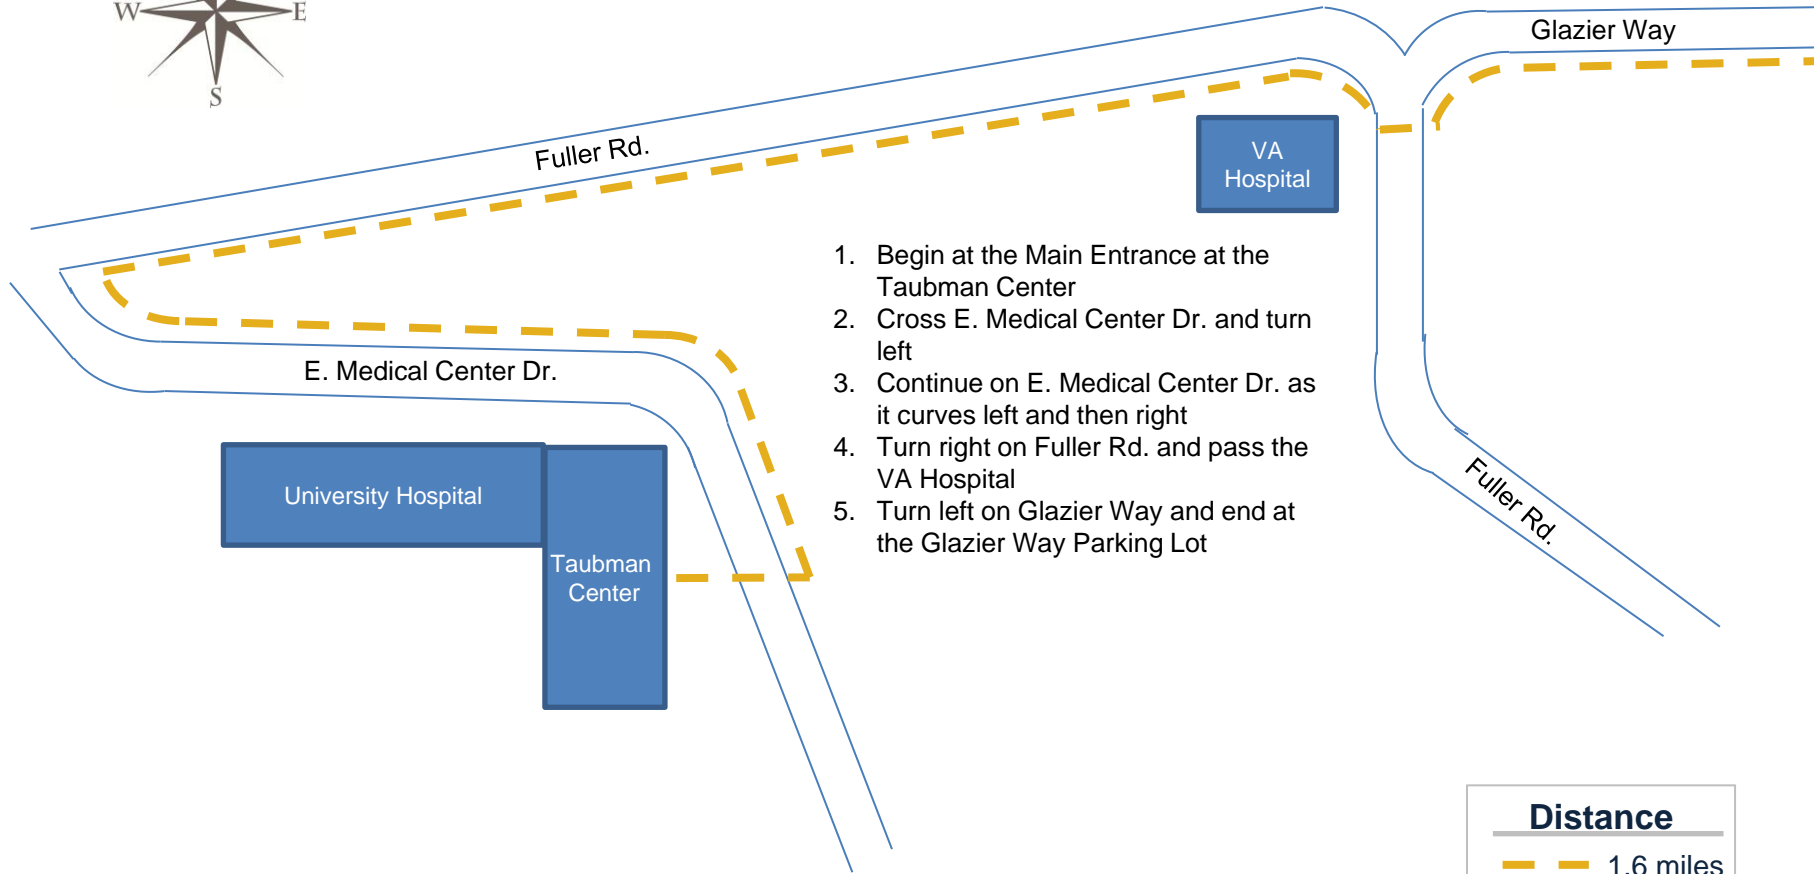 W
E
S
Glazier Way
Fuller Rd.
VA
Hospital
1. Begin at the Main Entrance at the
Taubman Center
2. Cross E. Medical Center Dr. and turn
left
3. Continue on E. Medical Center Dr. as
it curves left and then right
4. Turn right on Fuller Rd. and pass the
VA Hospital
5. Turn left on Glazier Way and end at
the Glazier Way Parking Lot
E. Medical Center Dr.
University Hospital
Taubman
Center
Fuller Rd.
Distance
1.6 miles